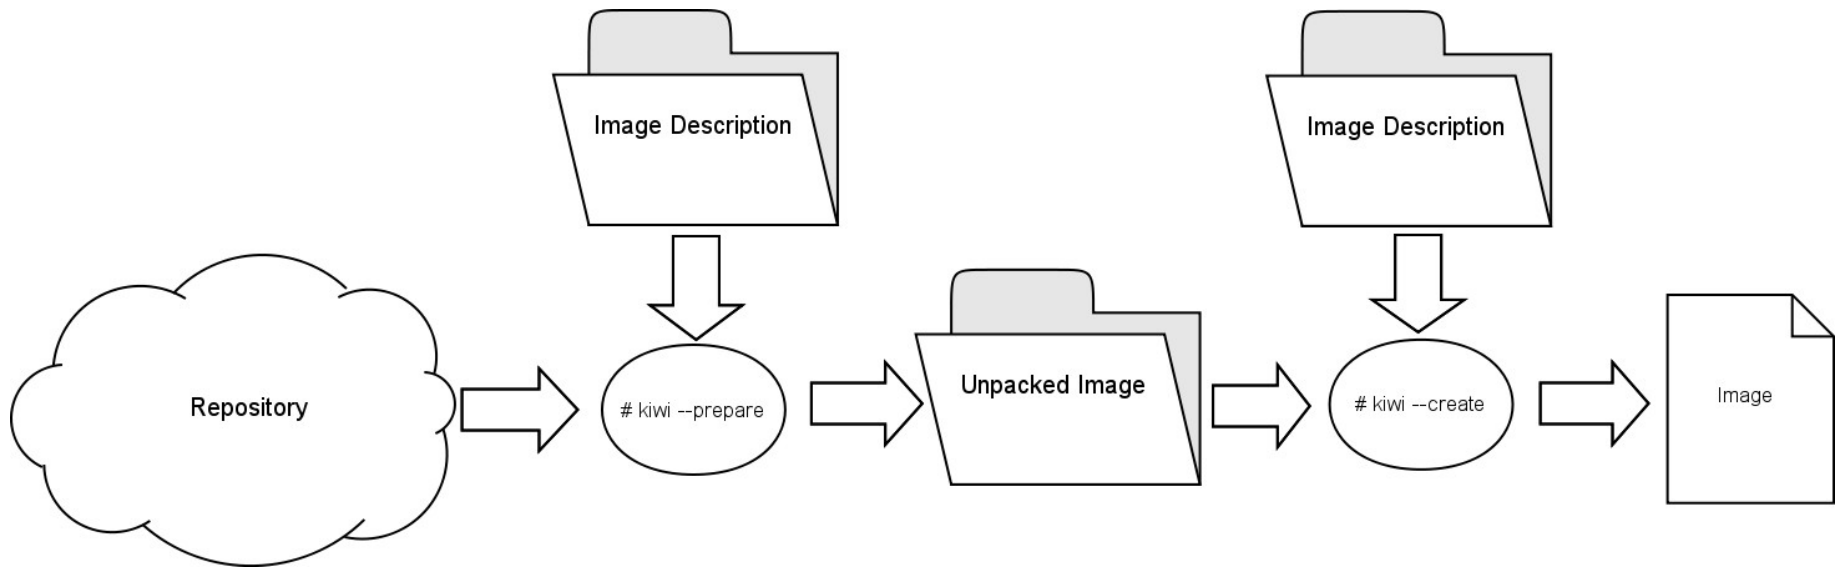 Image Description
Image Description
Repository
# kiwi --prepare
Unpacked Image
# kiwi --create
Image